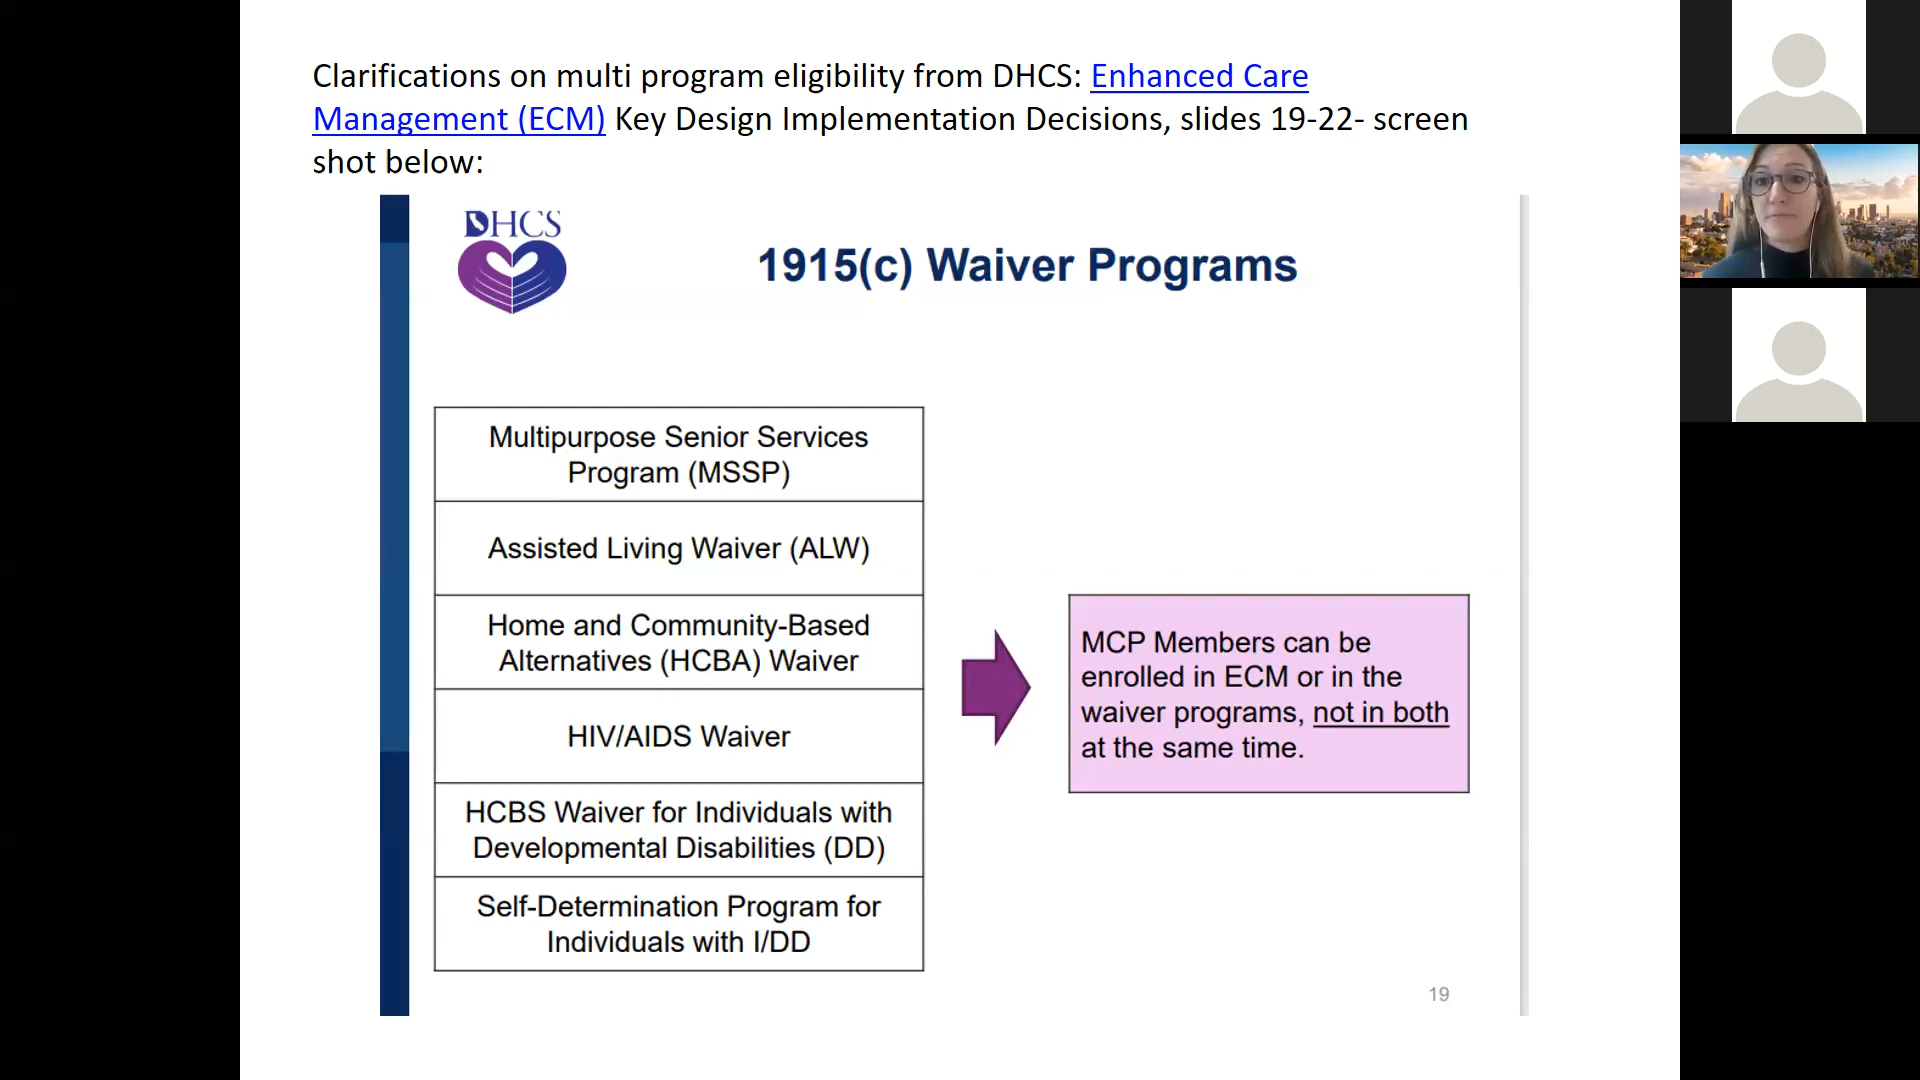 Clarifications on multi program eligibility from DHCS: Enhanced Care
Management (ECM) Key Design Implementation Decisions, slides 19-22- screen
shot below:
DHCS
1915(c) Waiver Programs
Multipurpose Senior Services
Program (MSSP)
Assisted Living Waiver (ALW)
Home and Community-Based
Alternatives (HCBA) Waiver
HIV/AIDS Waiver
HCBS Waiver for Individuals with
Developmental Disabilities (DD)
Self-Determination Program for
Individuals with I/DD
MCP Members can be
enrolled in ECM or in the
waiver programs, not in both
at the same time.
19